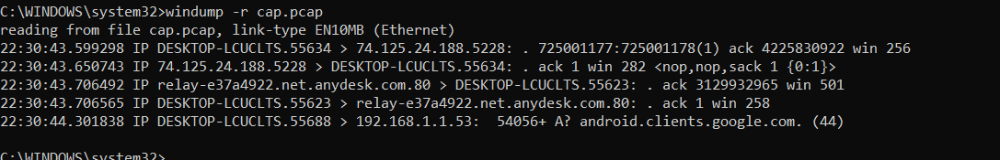 C:\WINDOWS\system32>windump -r cap.pcap
reading from file cap.pcap, link-type EN10MB (Ethernet)
22:30:43.599298 IP DESKTOP-LCUCLTS.55634 > 74.125.24.188.5228: . 725001177:725001178(1) ack 4225830922 win 256
22:30:43.650743 IP 74.125.24.188.5228 > DESKTOP-LCUCLTS.55634: . ack 1 win 282 <nop,nop,sack 1 {0:1}>
22:30:43.706492 IP relay-e37a4922.net.anydesk.com.80 > DESKTOP-LCUCLTS.55623: . ack 3129932965 win 501
22:30:43.706565 IP DESKTOP-LCUCLTS.55623 > relay-e37a4922.net.anydesk.com.80: . ack 1 win 258
22:30:44.301838 IP DESKTOP-LCUCLTS.55688 > 192.168.1.1.53:  54056+ A? android.clients.google.com. (44)
C:\WINDOWS\system32>